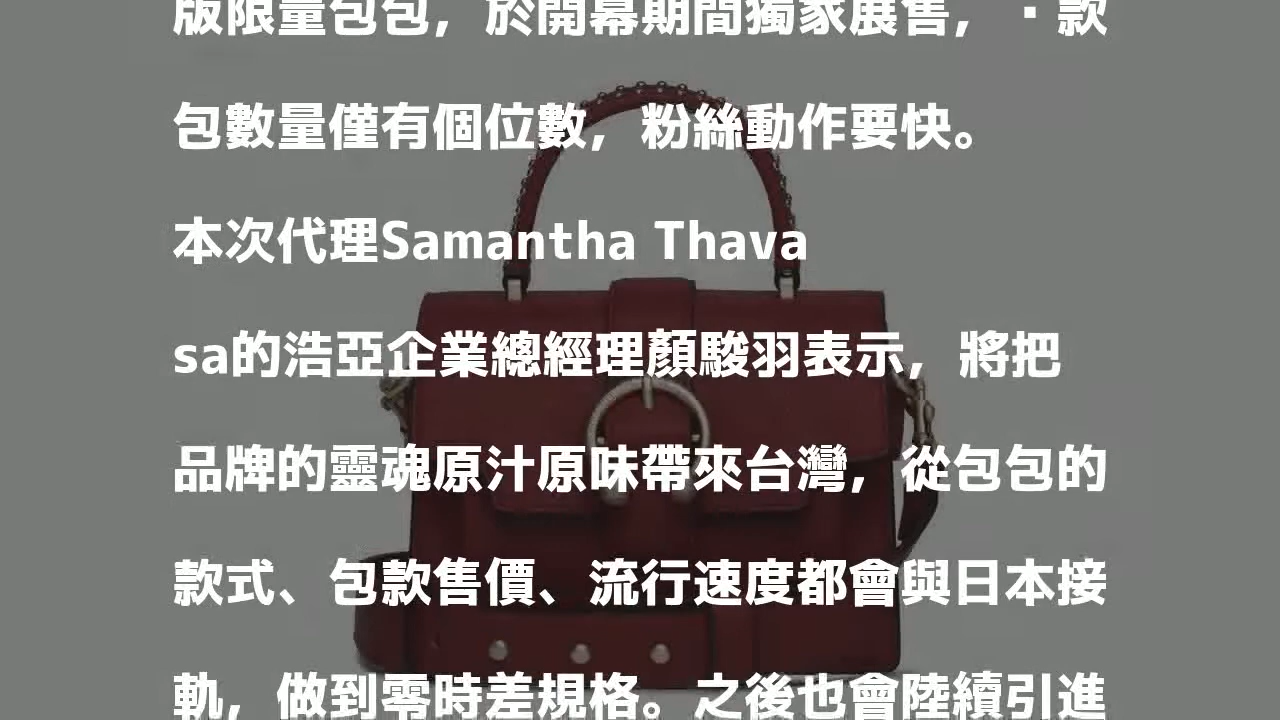 版限量包包，於開幕期間獨家展售，▪款
包數量僅有個位數，粉絲動作要快。
本次代理Samantha Thava
sa的浩亞企業總經理顏駿羽表示，將把
品牌的靈魂原汁原味帶來台灣，從包包的
款式、包款售價、流行速度都會與日本接
軌，做到零時差規格。之後也會陸續引進